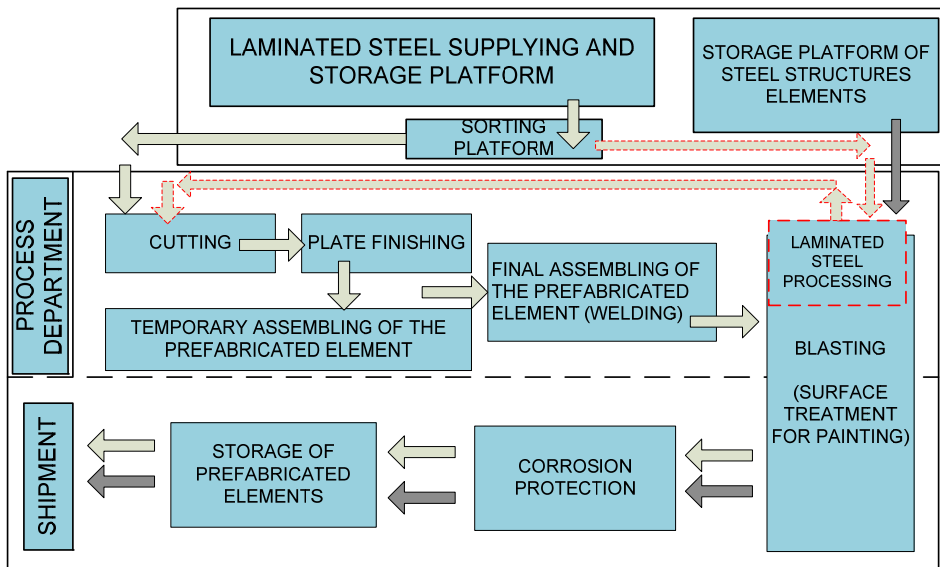 LAMINATED STEEL SUPPLYING AND
STORAGE PLATFORM
STORAGE PLATFORM OF
STEEL STRUCTURES
ELEMENTS
SORTING
PLATFORM
PROCESS
DEPARTMENT
CUTTING
PLATE FINISHING
TEMPORARY ASSEMBLING OF THE
PREFABRICATED ELEMENT
FINAL ASSEMBLING OF
THE PREFABRICATED
ELEMENT (WELDING)
LAMINATED
STEEL
PROCESSING
BLASTING
(SURFACE
TREATMENT
FOR PAINTING)
SHIPMENT
STORAGE OF
PREFABRICATED
ELEMENTS
CORROSION
PROTECTION